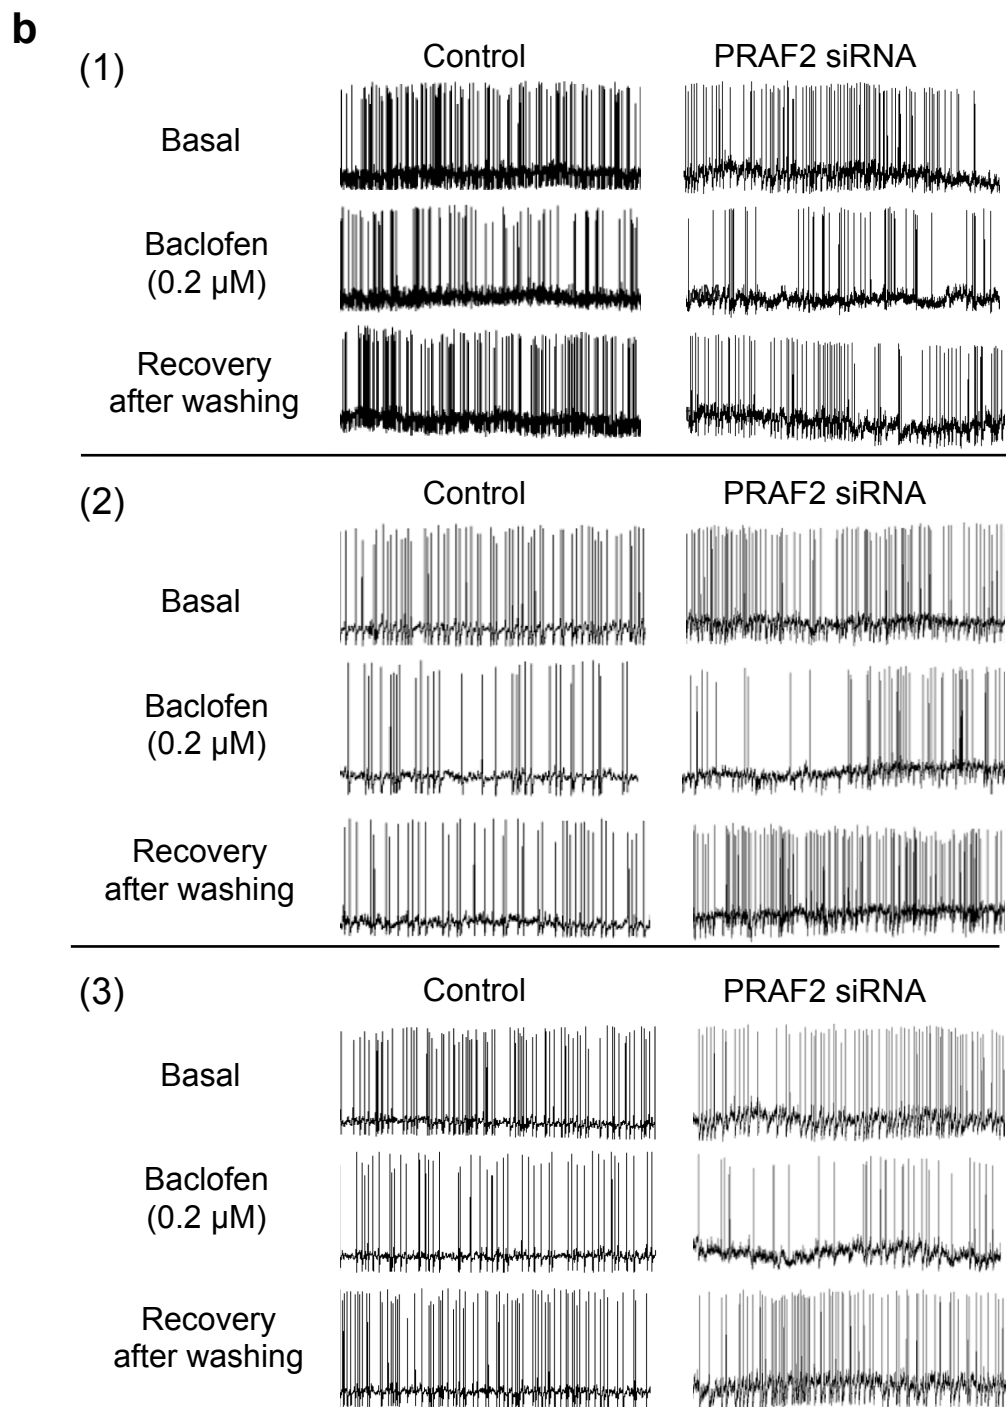 b
(1)
Control PRAF2 siRNA
Basal
Baclofen
(0.2 μM)
Recovery
after washing
(2)
Control PRAF2 siRNA
Basal
Baclofen
(0.2 μM)
Recovery
after washing
(3)
Control PRAF2 siRNA
Basal
Baclofen
(0.2 μM)
Recovery
after washing